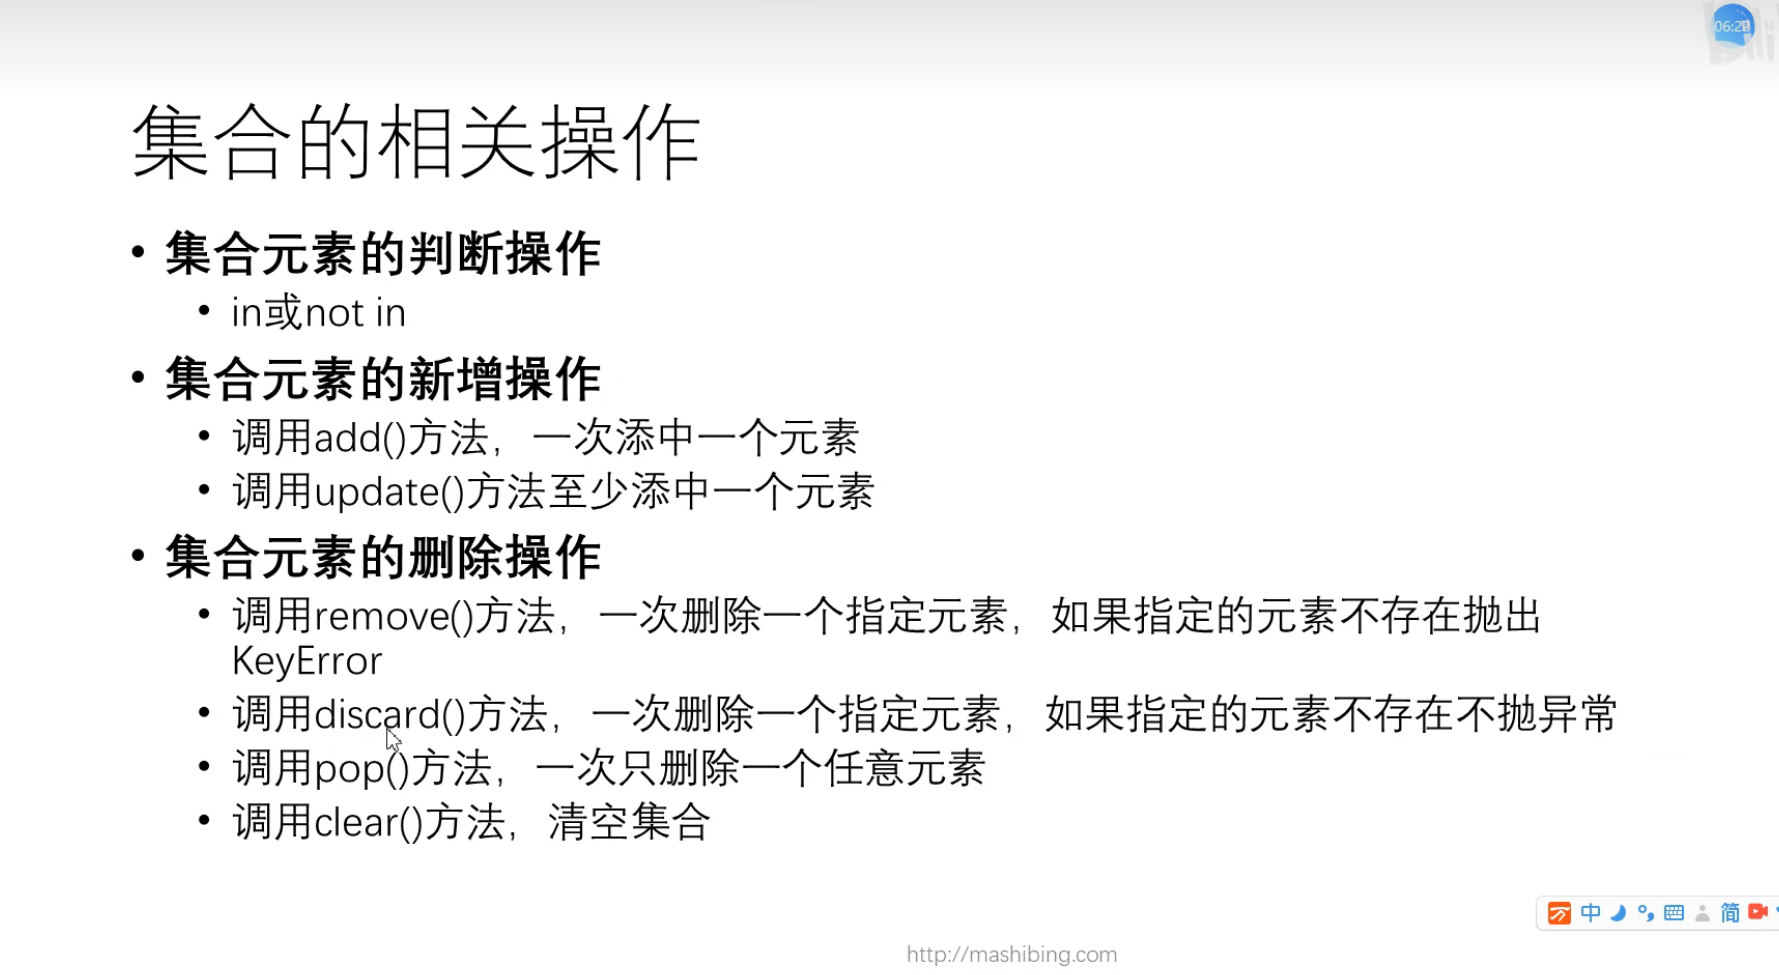 06:28
集合的相关操作
• 集合元素的判断操作
• in或not in
• 集合元素的新增操作
• 调用add()方法，一次添中一个元素
• 调用update()方法至少添中一个元素
• 集合元素的删除操作
• 调用remove()方法，一次删除一个指定元素，如果指定的元素不存在抛出
KeyError
• 调用discard()方法，一次删除一个指定元素，如果指定的元素不存在不抛异常
• 调用pop()方法，一次只删除一个任意元素
• 调用clear()方法，清空集合
中 简
http://mashibing.com